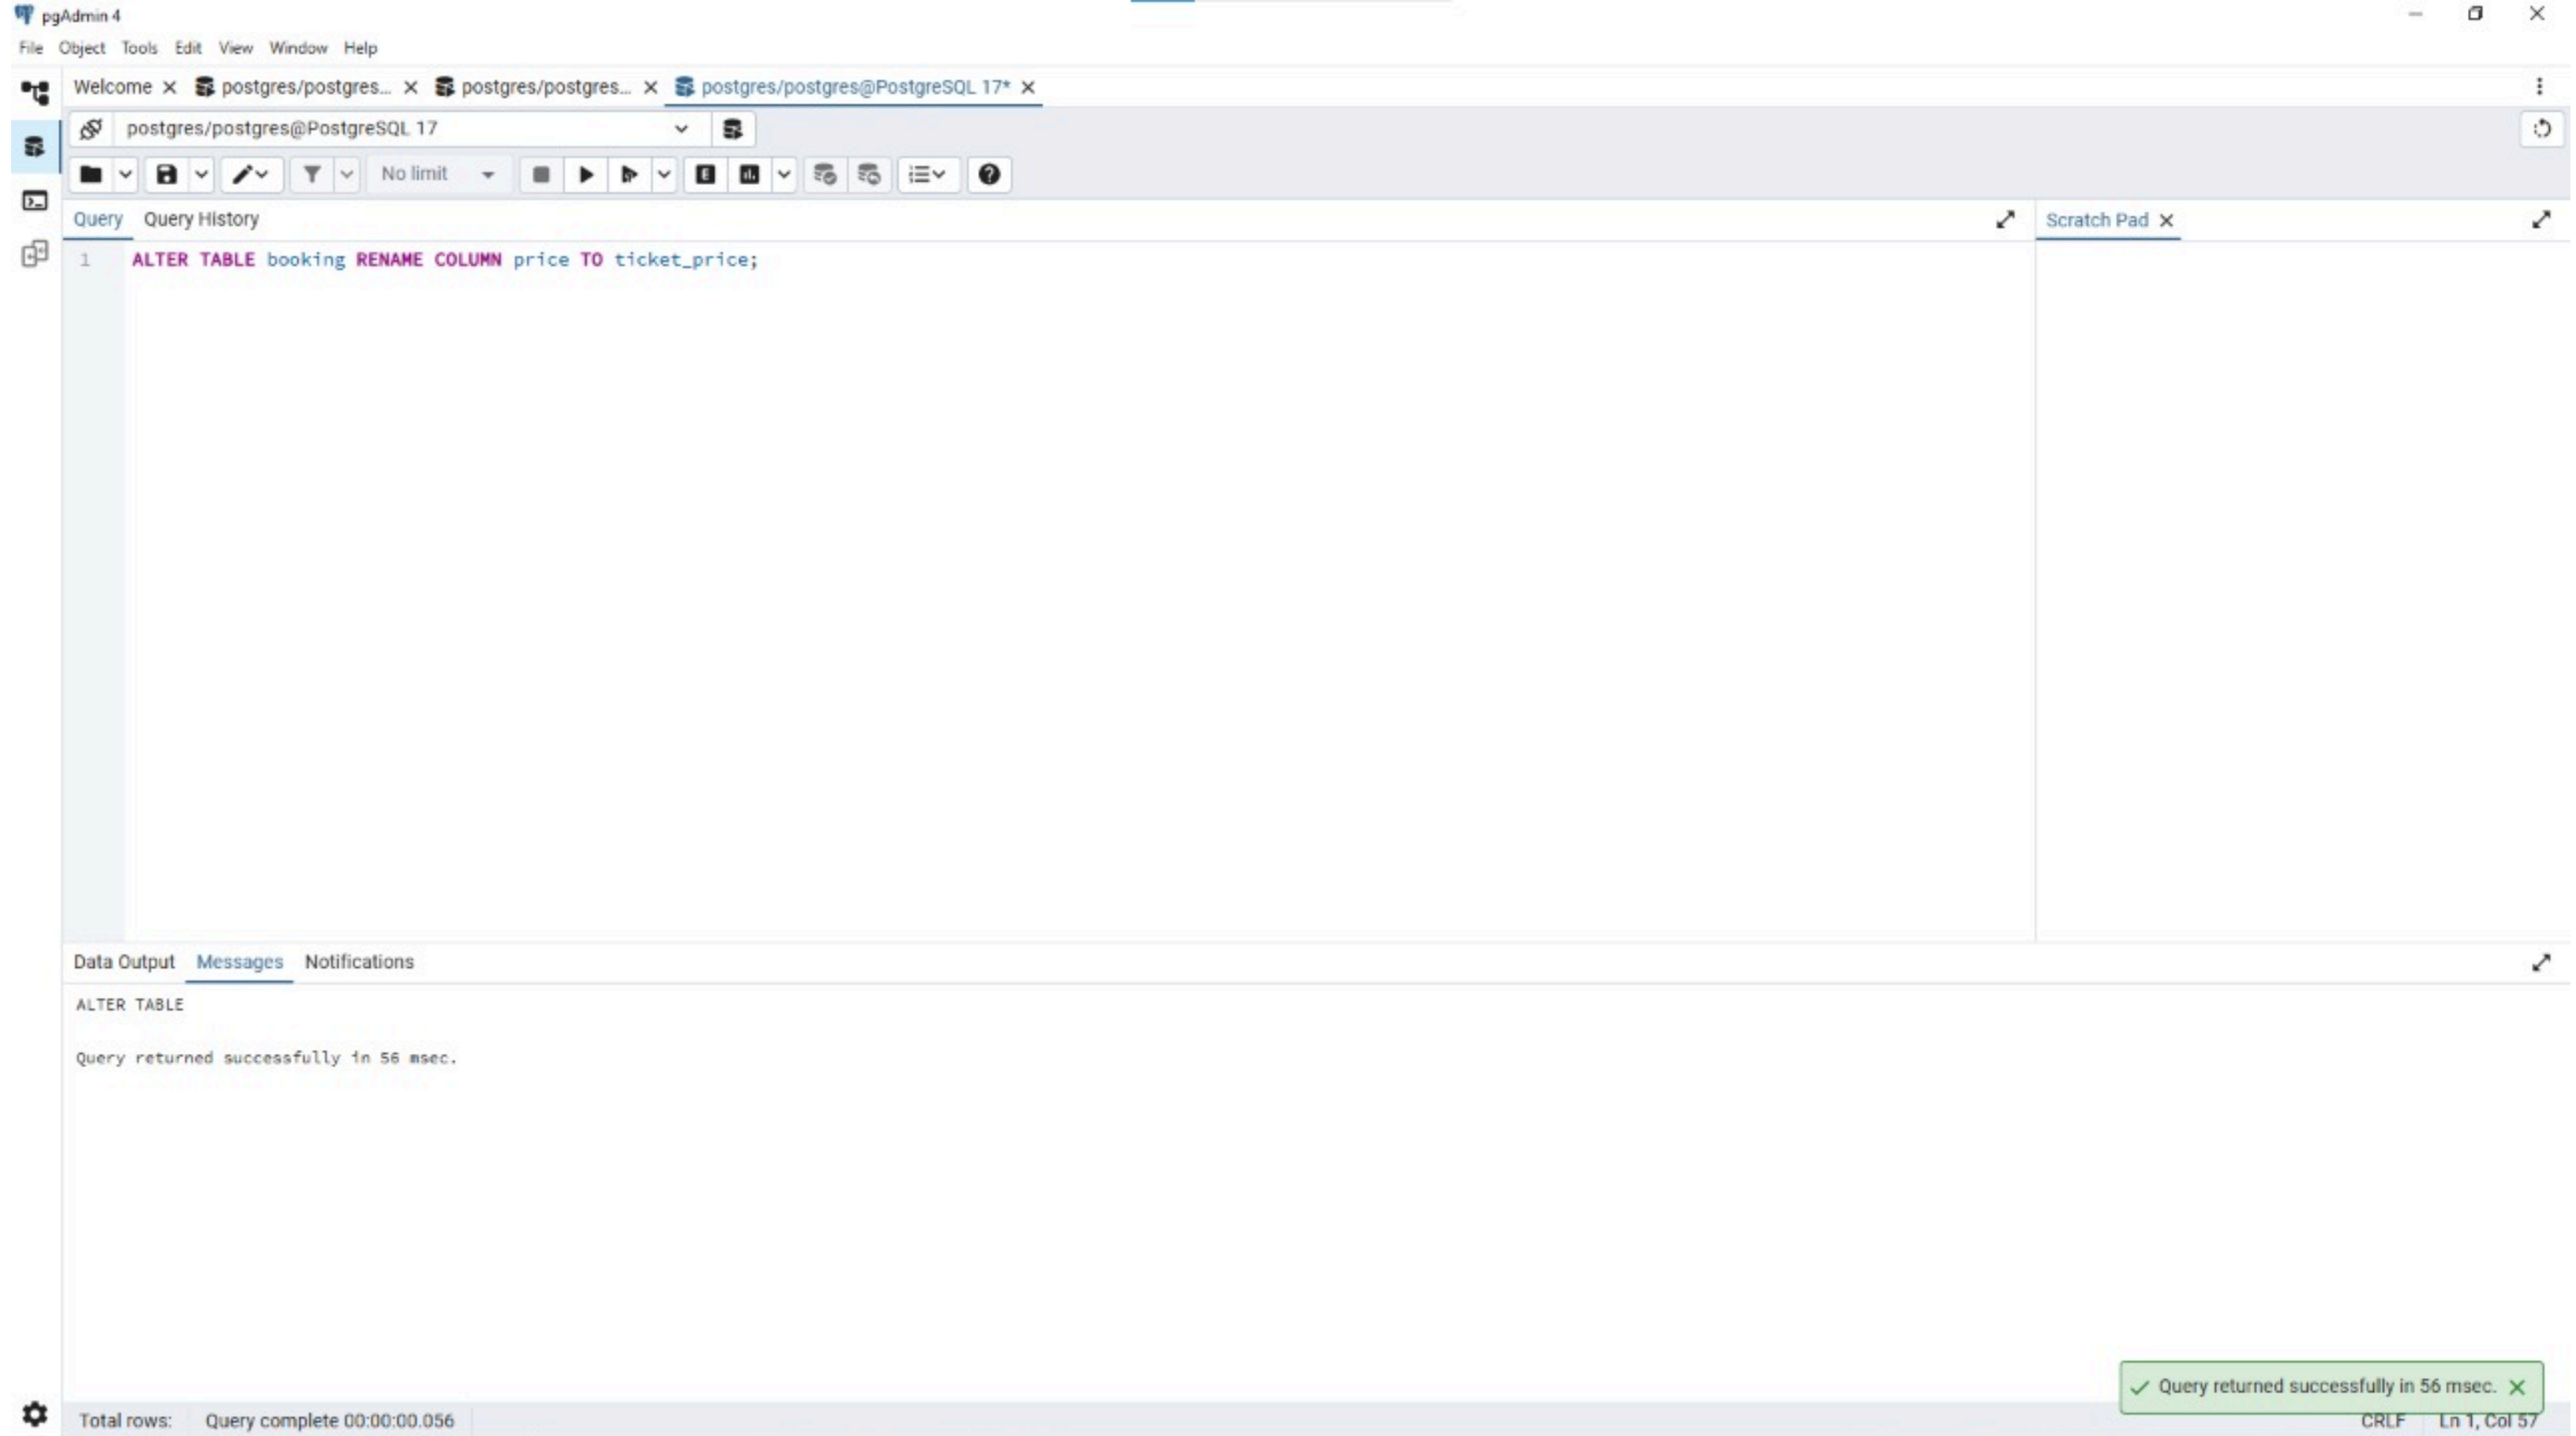 pgAdmin 4
File Object Tools Edit View Window Help
Welcome postgres/postgres... postgres/postgres... postgres/postgres@PostgreSQL 17*
postgres/postgres@PostgreSQL 17
No limit
Query Query History
Scratch Pad
1 ALTER TABLE booking RENAME COLUMN price TO ticket_price;
Data Output Messages Notifications
ALTER TABLE
Query returned successfully in 56 msec.
Query returned successfully in 56 msec.
Total rows: Query complete 00:00:00.056
CRLF Ln 1, Col 57